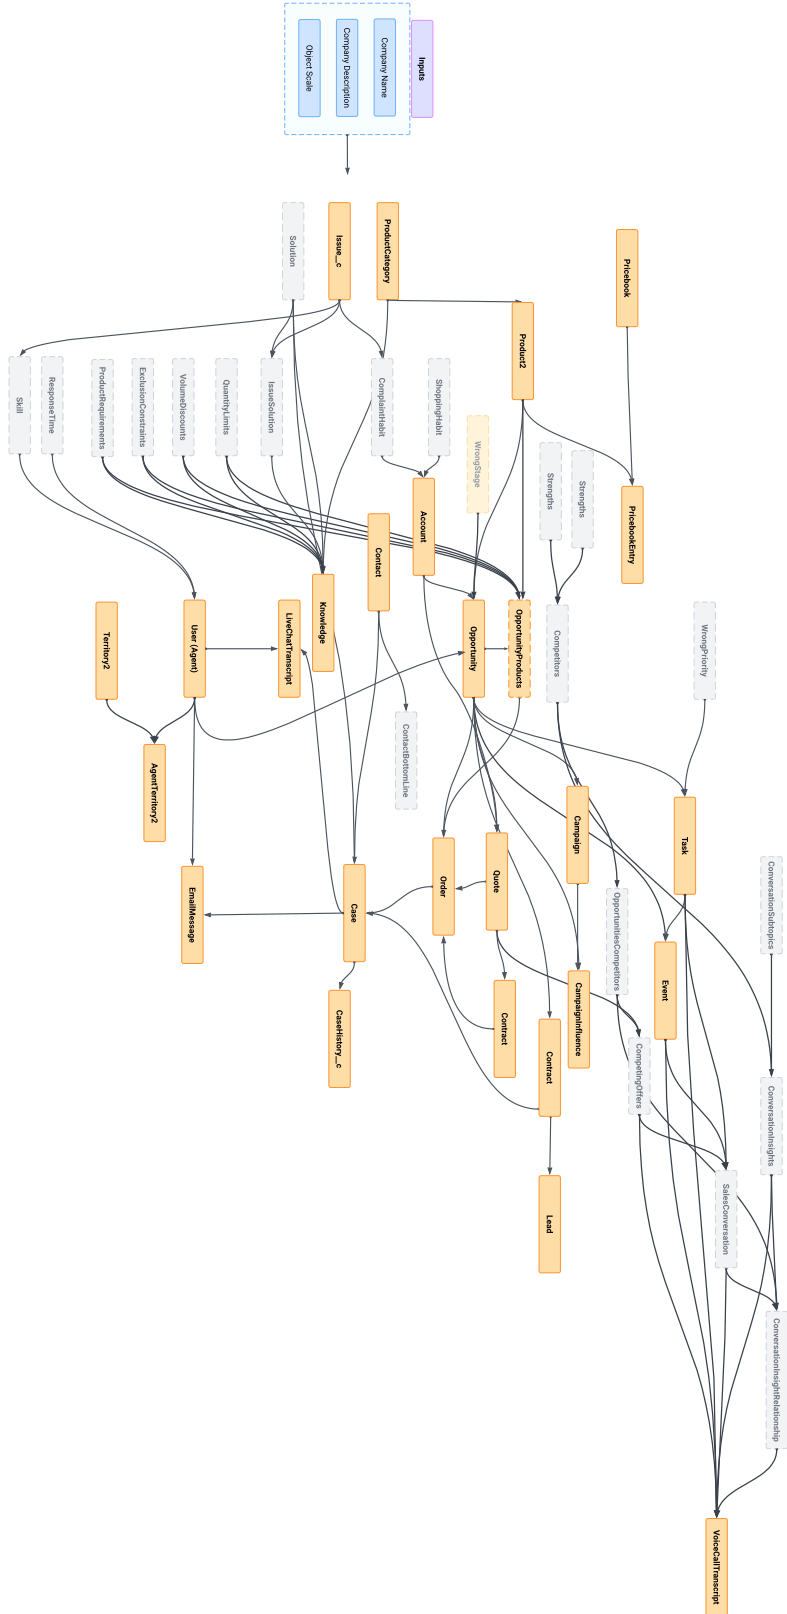 Inputs
Company Name
Company Description
Object Scale
Pricebook
ProductCategory
Issue__c
Solution
Product2
ShoppingHabit
ComplaintHabit
IssueSolution
QuantityLimits
VolumeDiscounts
ExclusionConstraints
ProductRequirements
ResponseTime
Skill
WrongStage
Strengths
Strengths
PricebookEntry
Account
Contact
Knowledge
LiveChatTranscript
User (Agent)
Territory2
Opportunity
OpportunityProducts
Competitors
WrongPriority
ContactBottomLine
AgentTerritory2
Campaign
Task
Quote
Order
Case
EmailMessage
ConversationSubtopics
OpportunitiesCompetitors
Event
CampaignInfluence
Contract
CaseHistory__c
Contract
CompetingOffers
ConversationInsights
SalesConversation
Lead
ConversationInsightRelationship
VoiceCallTranscript